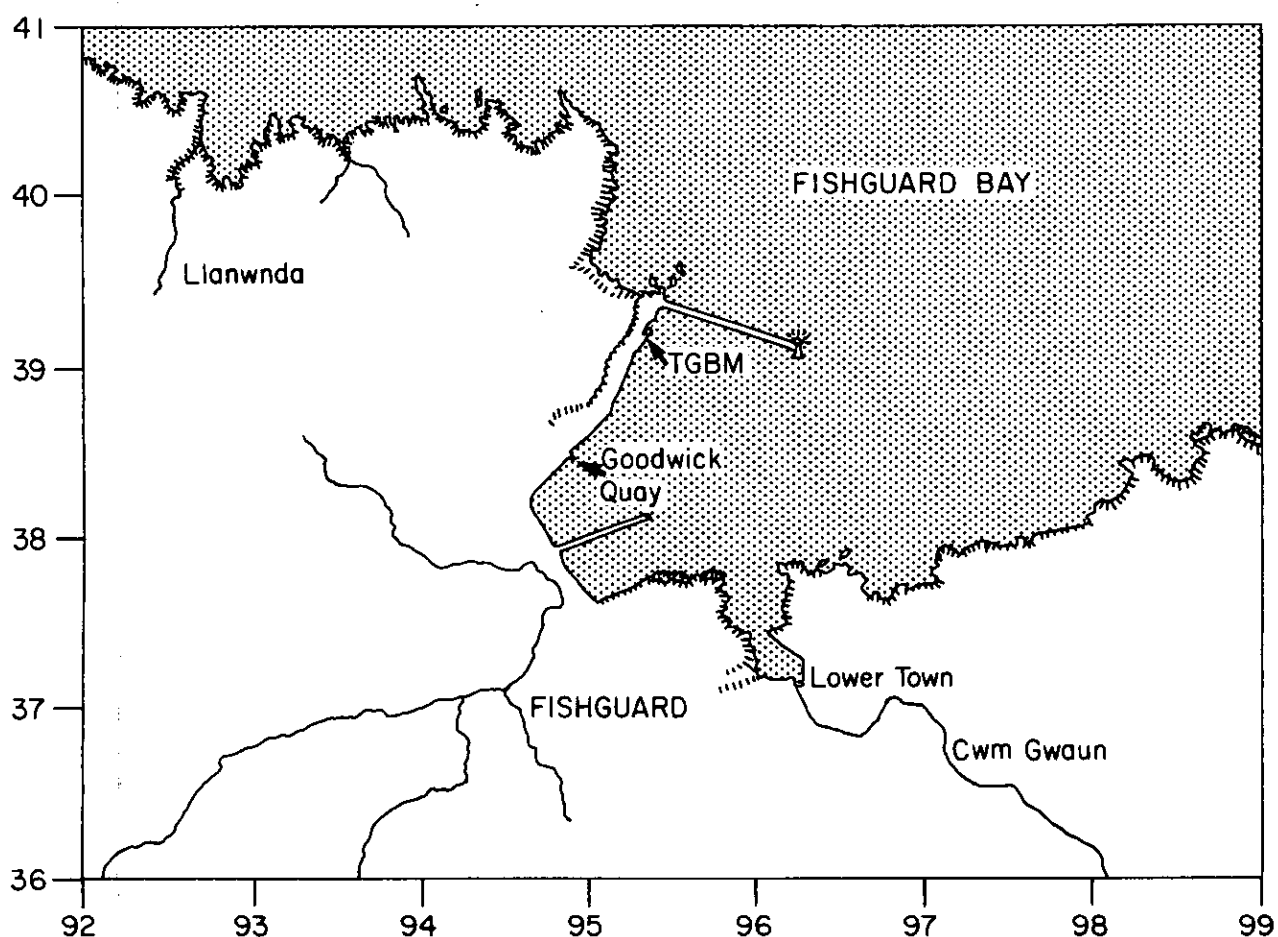 41
FISHGUARD BAY
40
Llanwnda
39
TGBM
Goodwick
Quay
38
Lower Town
37
FISHGUARD
Cwm Gwaun
36
92 93 94 95 96 97 98 99